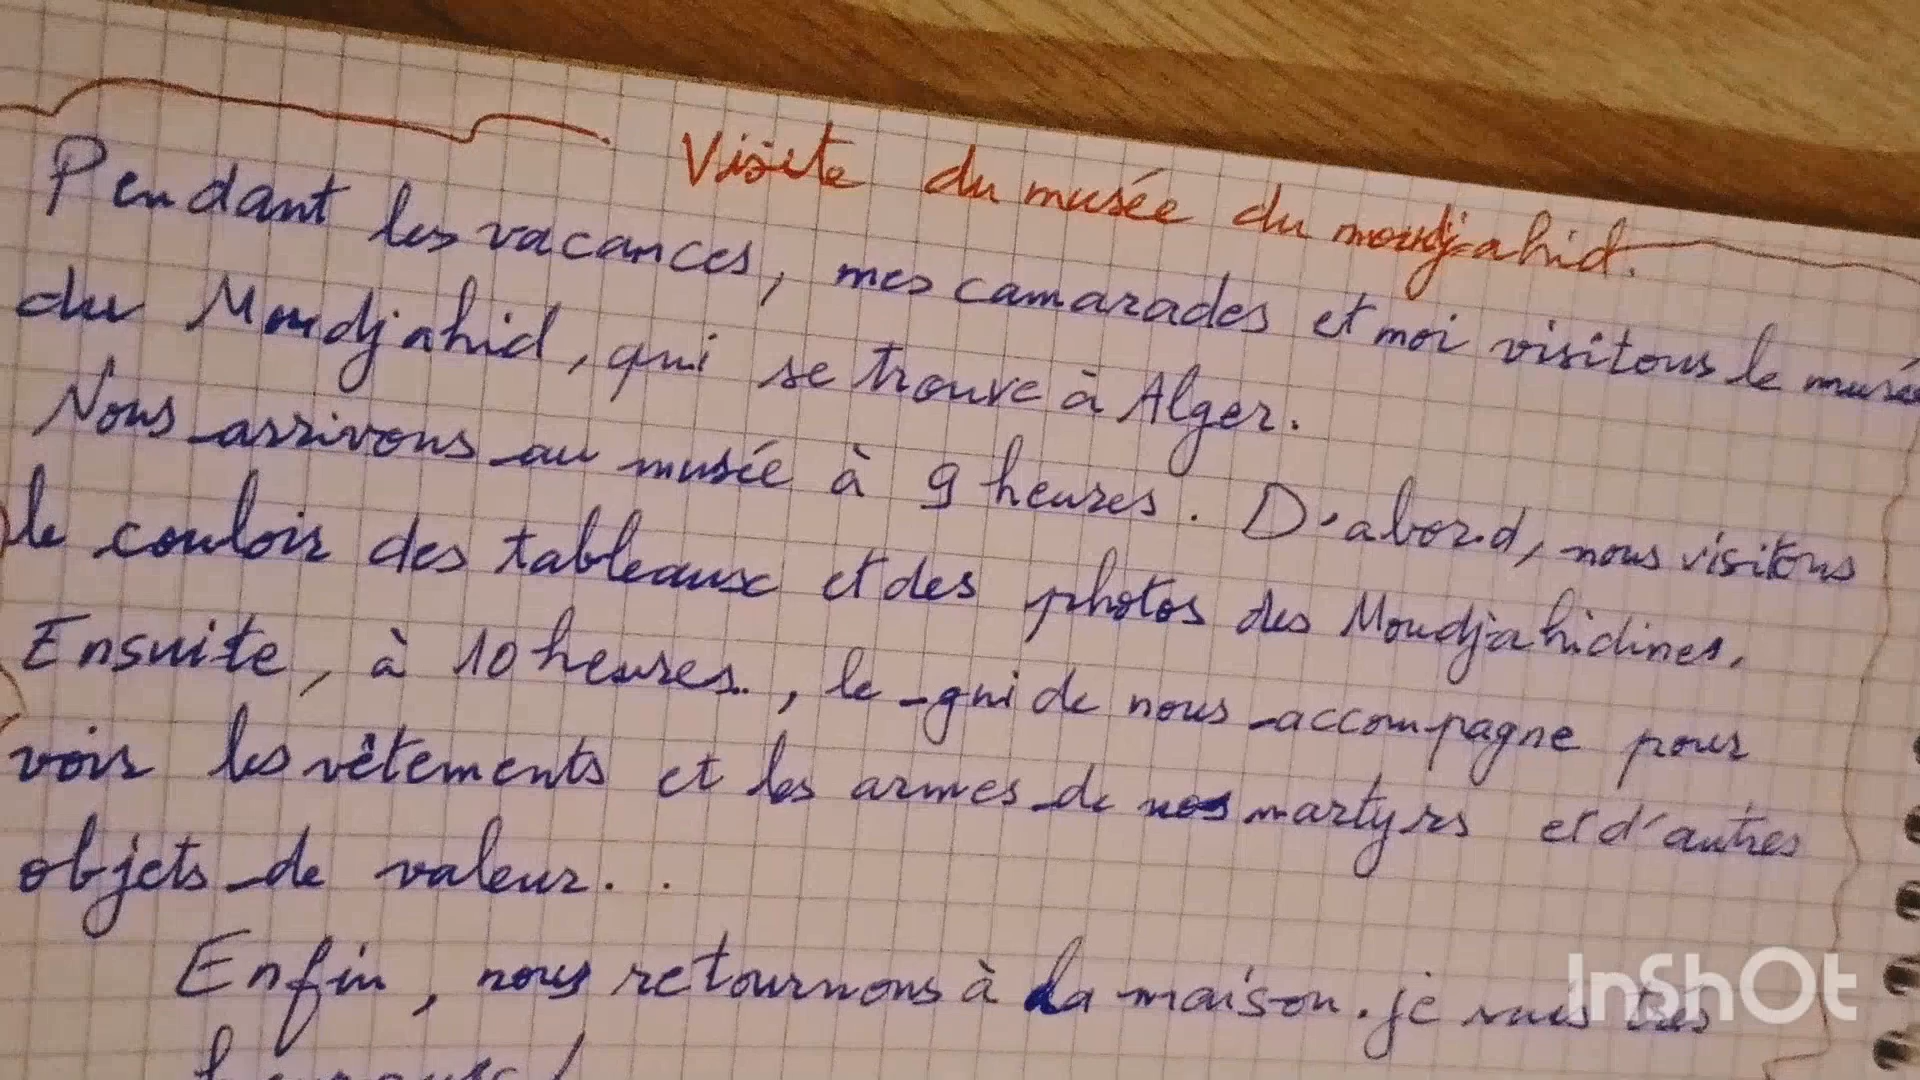 Visite du musée du moudjahid.
Pendant les vacances, mes camarades et moi visitons le musée
du Moudjahid, qui se trouve à Alger.
Nous arrivons au musée à 9 heures. D'abord, nous visitons
le couloir des tableaux et des photos des Moudjahidines.
Ensuite, à 10 heures., le guide nous accompagne pour
voir les vêtements et les armes de nos martyrs et d'autres
objets de valeur..
Enfin, nous retournons à la maison. je suis très
InShOt